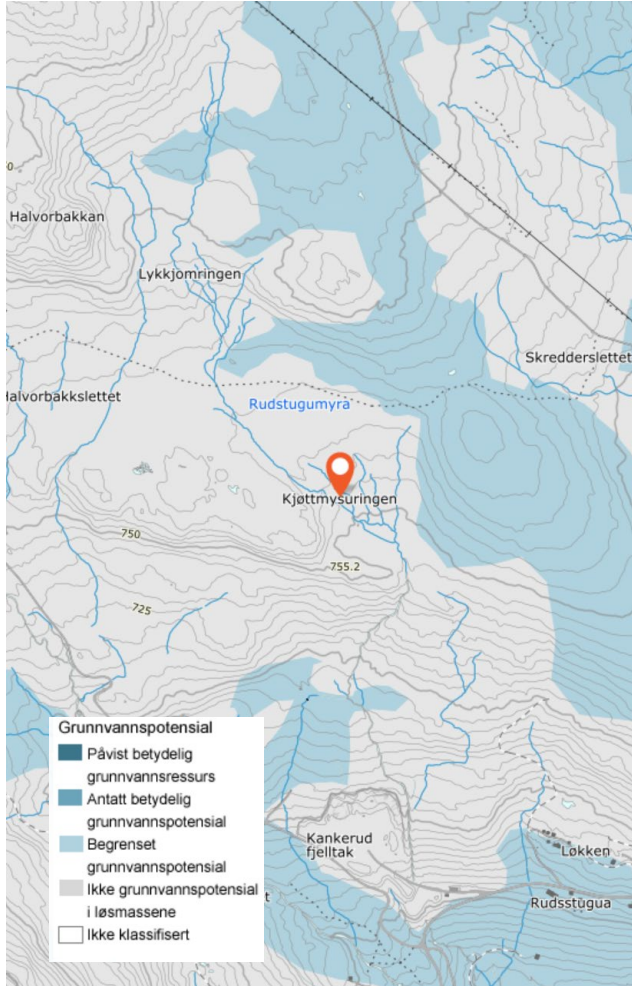 0
Halvorbakkan
Lykkjomringen
Skredderslettet
Halvorbakkslettet
Rudstugumyra
Kjøttmysuringen
750
755.2
725
Grunnvannspotensial
Påvist betydelig
grunnvannsressurs
Antatt betydelig
grunnvannspotensial
Begrenset
grunnvannspotensial
Ikke grunnvannspotensial
i løsmassene
Ikke klassifisert
Kankerud
fjelltak
Løkken
t
Rudsstugua